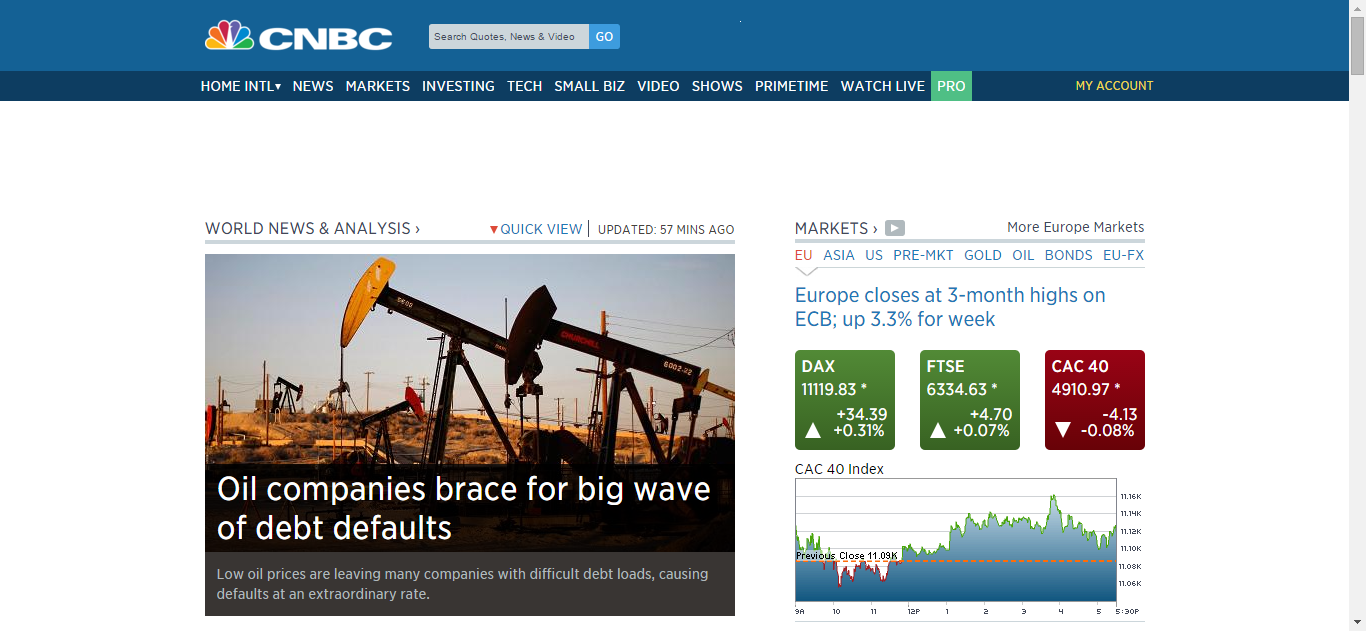 CNBC
Search Quotes, News & Video
GO
HOME INTL▾ NEWS MARKETS INVESTING TECH SMALL BIZ VIDEO SHOWS PRIMETIME WATCH LIVE PRO MY ACCOUNT
WORLD NEWS & ANALYSIS ›
▼QUICK VIEW | UPDATED: 57 MINS AGO
5600
CHURCHILL
6002-22
Oil companies brace for big wave
of debt defaults
Low oil prices are leaving many companies with difficult debt loads, causing
defaults at an extraordinary rate.
MARKETS ›
More Europe Markets
EU ASIA US PRE-MKT GOLD OIL BONDS EU-FX
Europe closes at 3-month highs on
ECB; up 3.3% for week
DAX
11119.83 *
+34.39
▲ +0.31%
FTSE
6334.63 *
+4.70
▲ +0.07%
CAC 40
4910.97 *
-4.13
▼ -0.08%
CAC 40 Index
11.16K
11.14K
11.12K
11.10K
11.08K
11.06K
Previous Close 11.09K
9A 10 11 12P 1 2 3 4 5 5:30P